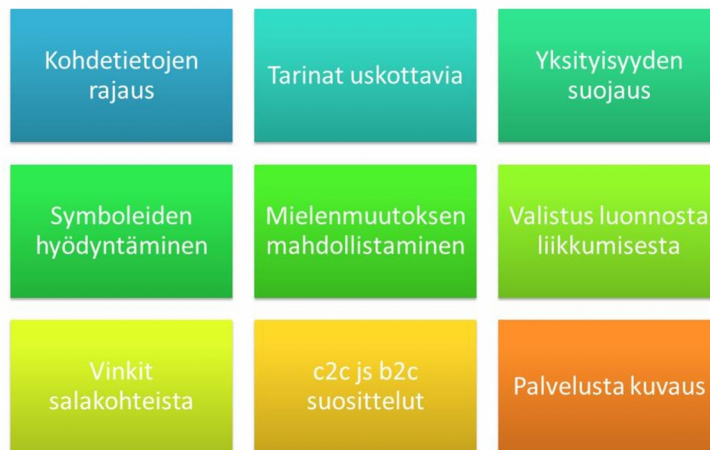 Kohdetietojen
rajaus
Tarinat uskottavia
Yksityisyyden
suojaus
Symboleiden
hyödyntäminen
Mielenmuutoksen
mahdollistaminen
Valistus luonnosta
liikkumisesta
Vinkit
salakohteista
c2c js b2c
suosittelut
Palvelusta kuvaus